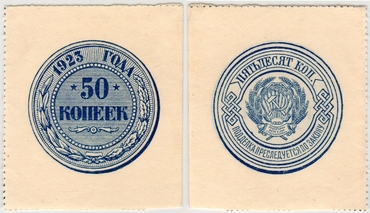 1923 ГОДА
50
КОПЕЕК
ПЯТЬДЕСЯТ КОП.
ПОДДЕЛКА ПРЕСЛЕДУЕТСЯ ПО ЗАКОНУ